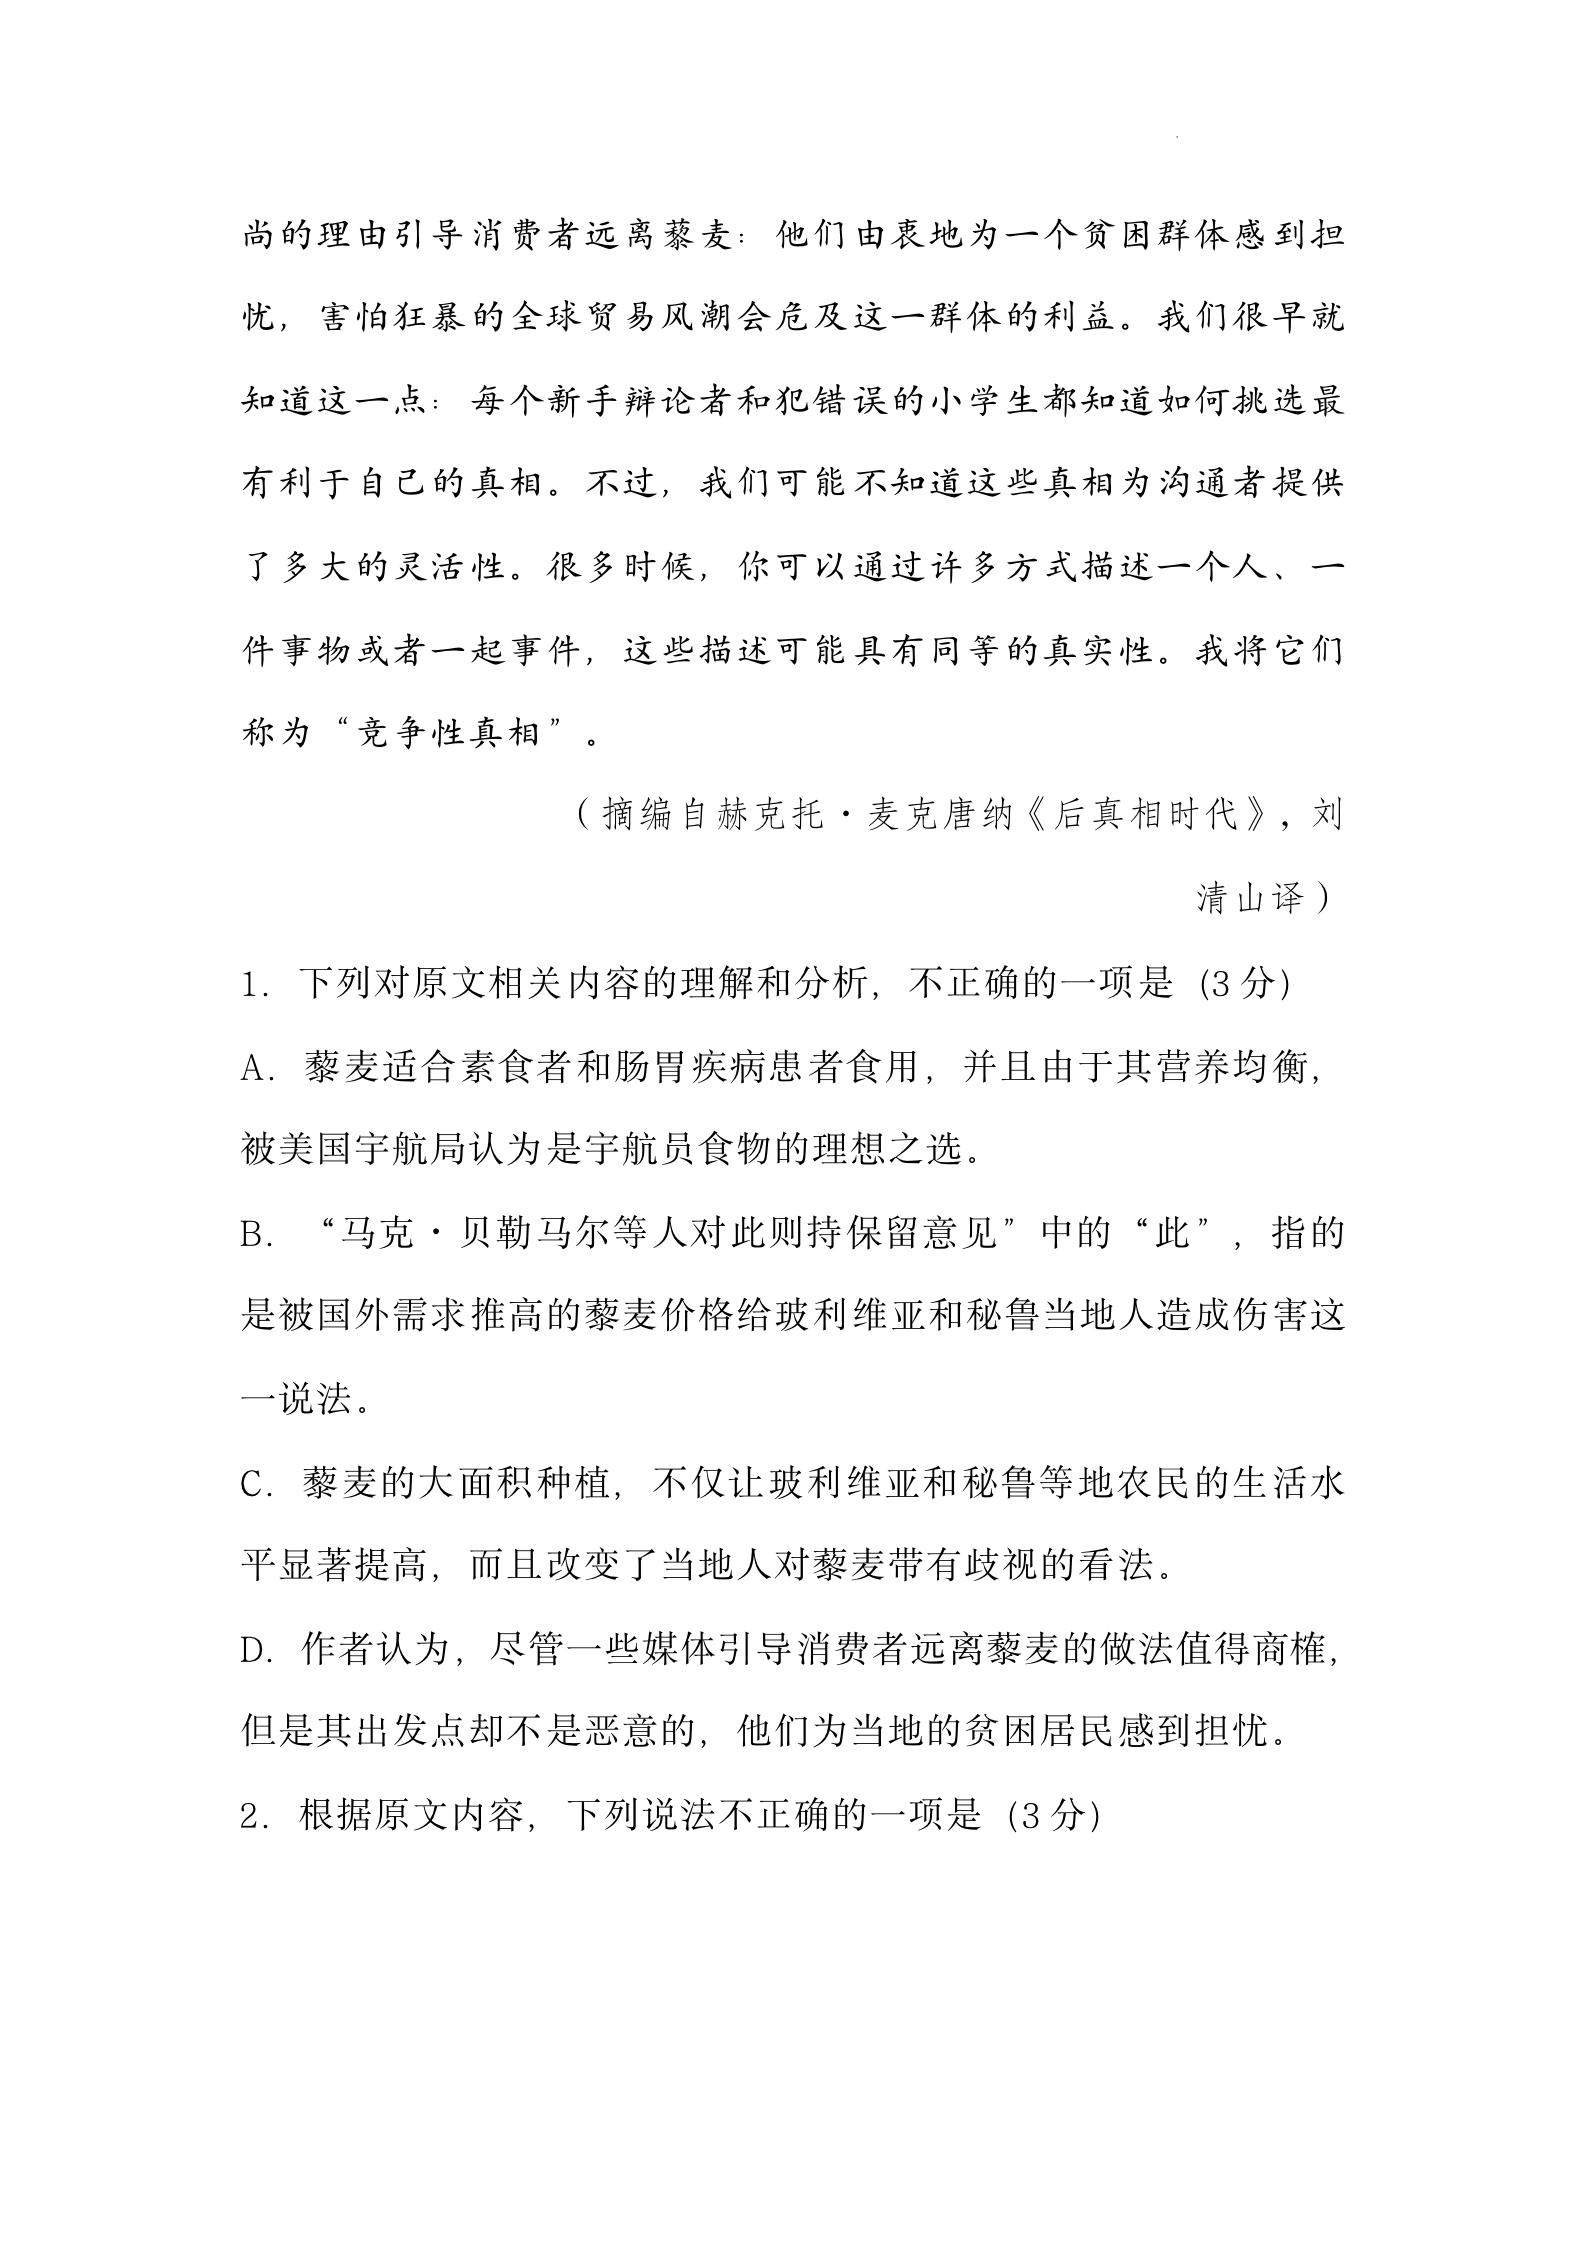 尚的理由引导消费者远离藜麦：他们由衷地为一个贫困群体感到担
忧，害怕狂暴的全球贸易风潮会危及这一群体的利益。我们很早就
知道这一点：每个新手辩论者和犯错误的小学生都知道如何挑选最
有利于自己的真相。不过，我们可能不知道这些真相为沟通者提供
了多大的灵活性。很多时候，你可以通过许多方式描述一个人、一
件事物或者一起事件，这些描述可能具有同等的真实性。我将它们
称为“竞争性真相”。
（摘编自赫克托·麦克唐纳《后真相时代》，刘
清山译）
1．下列对原文相关内容的理解和分析，不正确的一项是（3分）
A．藜麦适合素食者和肠胃疾病患者食用，并且由于其营养均衡，
被美国宇航局认为是宇航员食物的理想之选。
B．“马克·贝勒马尔等人对此则持保留意见”中的“此”，指的
是被国外需求推高的藜麦价格给玻利维亚和秘鲁当地人造成伤害这
一说法。
C．藜麦的大面积种植，不仅让玻利维亚和秘鲁等地农民的生活水
平显著提高，而且改变了当地人对藜麦带有歧视的看法。
D．作者认为，尽管一些媒体引导消费者远离藜麦的做法值得商榷，
但是其出发点却不是恶意的，他们为当地的贫困居民感到担忧。
2．根据原文内容，下列说法不正确的一项是（3分）